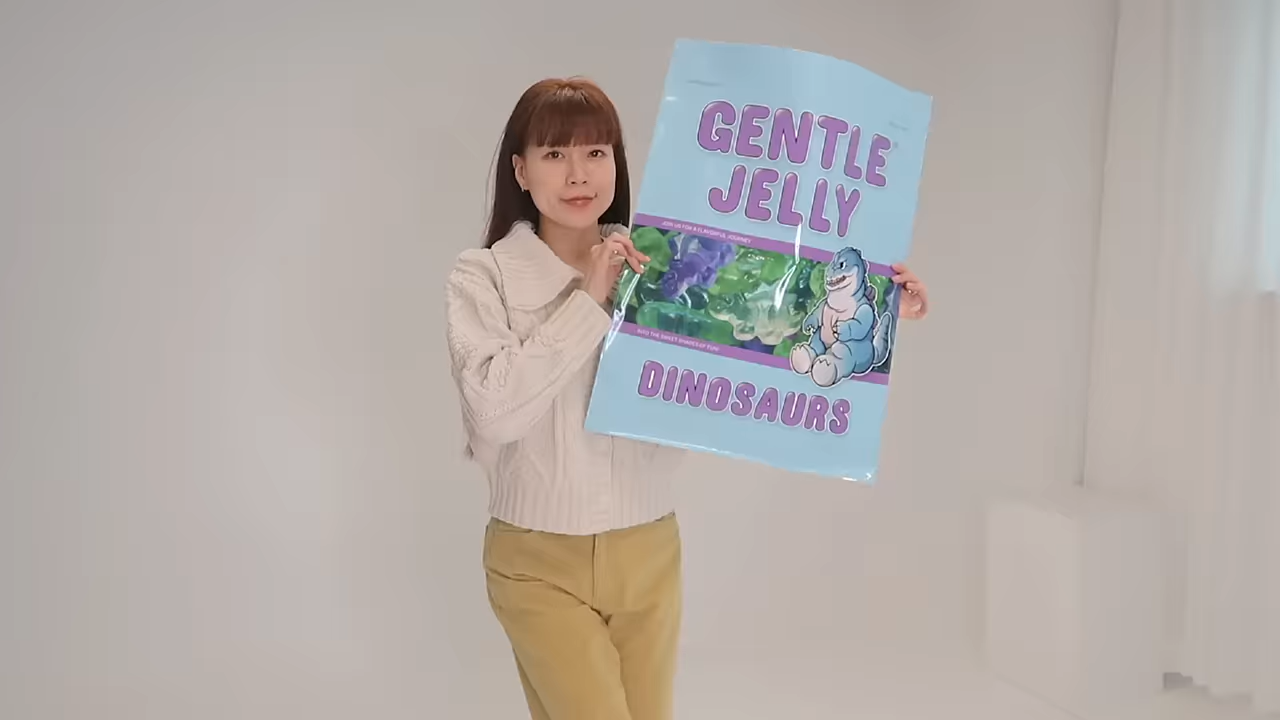 GENTLE
JELLY
JOIN US FOR A FLAVORFUL JOURNEY
INTO THE SWEET SHADES OF FUN!
DINOSAURS